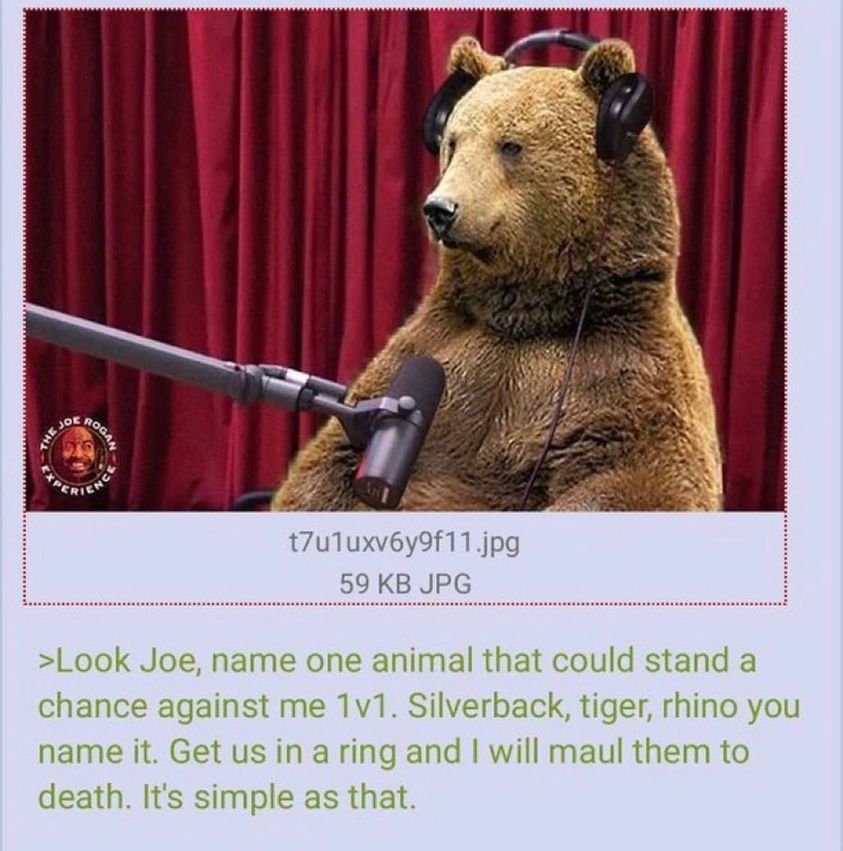 THE JOE ROGAN
EXPERIENCE
t7u1uxv6y9f11.jpg
59 KB JPG
>Look Joe, name one animal that could stand a
chance against me 1v1. Silverback, tiger, rhino you
name it. Get us in a ring and I will maul them to
death. It's simple as that.